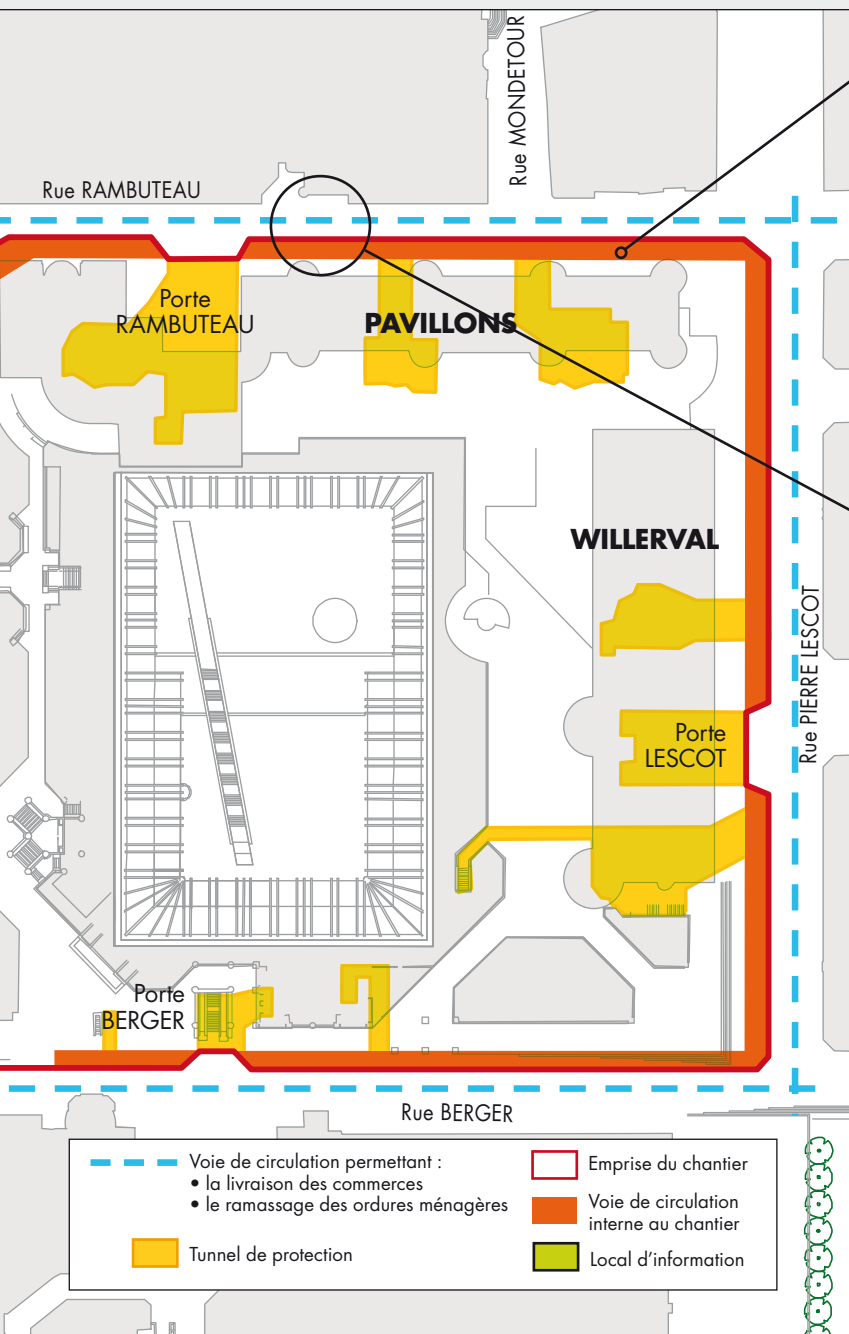 Rue MONDETOUR
Rue RAMBUTEAU
Porte
RAMBUTEAU
PAVILLONS
WILLERVAL
Rue PIERRE LESCOT
Porte
LESCOT
Porte
BERGER
Rue BERGER
Voie de circulation permettant :
• la livraison des commerces
• le ramassage des ordures ménagères
Tunnel de protection
Emprise du chantier
Voie de circulation
interne au chantier
Local d'information